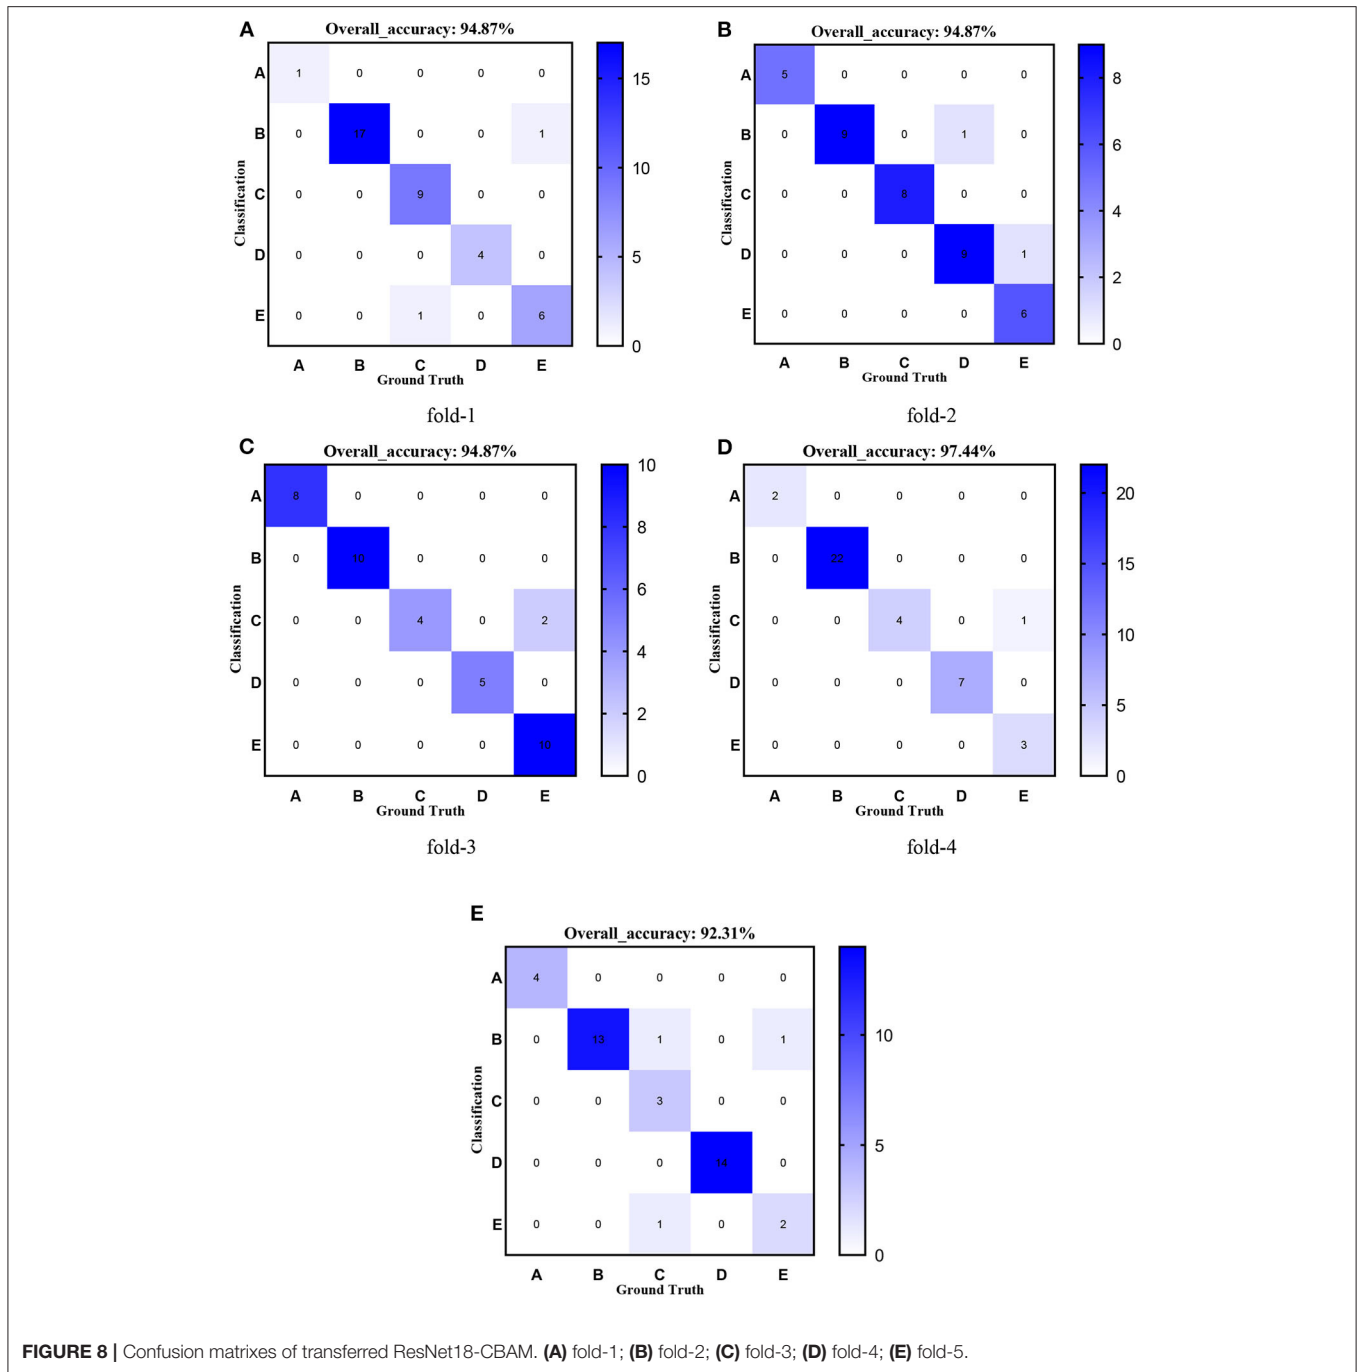 A
Overall_accuracy: 94.87%
A 1 0 0 0 0
B 0 17 0 0 1
C 0 0 9 0 0
D 0 0 0 4 0
E 0 0 1 0 6
A B C D E
Classification
Ground Truth
15
10
5
0
fold-1
B
Overall_accuracy: 94.87%
A 5 0 0 0 0
B 0 9 0 1 0
C 0 0 8 0 0
D 0 0 0 9 1
E 0 0 0 0 6
A B C D E
Classification
Ground Truth
8
6
4
2
0
fold-2
C
Overall_accuracy: 94.87%
A 8 0 0 0 0
B 0 10 0 0 0
C 0 0 4 0 2
D 0 0 0 5 0
E 0 0 0 0 10
A B C D E
Classification
Ground Truth
10
8
6
4
2
0
fold-3
D
Overall_accuracy: 97.44%
A 2 0 0 0 0
B 0 22 0 0 0
C 0 0 4 0 1
D 0 0 0 7 0
E 0 0 0 0 3
A B C D E
Classification
Ground Truth
20
15
10
5
0
fold-4
E
Overall_accuracy: 92.31%
A 4 0 0 0 0
B 0 13 1 0 1
C 0 0 3 0 0
D 0 0 0 14 0
E 0 0 1 0 2
A B C D E
Classification
Ground Truth
10
5
0
FIGURE 8 | Confusion matrixes of transferred ResNet18-CBAM. (A) fold-1; (B) fold-2; (C) fold-3; (D) fold-4; (E) fold-5.